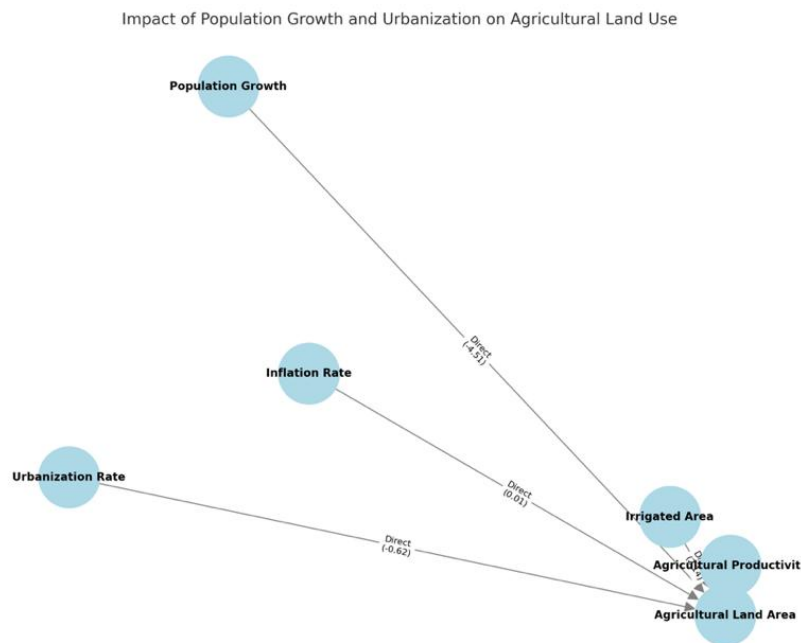 Impact of Population Growth and Urbanization on Agricultural Land Use
Population Growth
Direct
(-4.51)
Inflation Rate
Urbanization Rate
Direct
(0.01)
Irrigated Area
Direct
(-0.62)
Agricultural Productivit
Agricultural Land Area